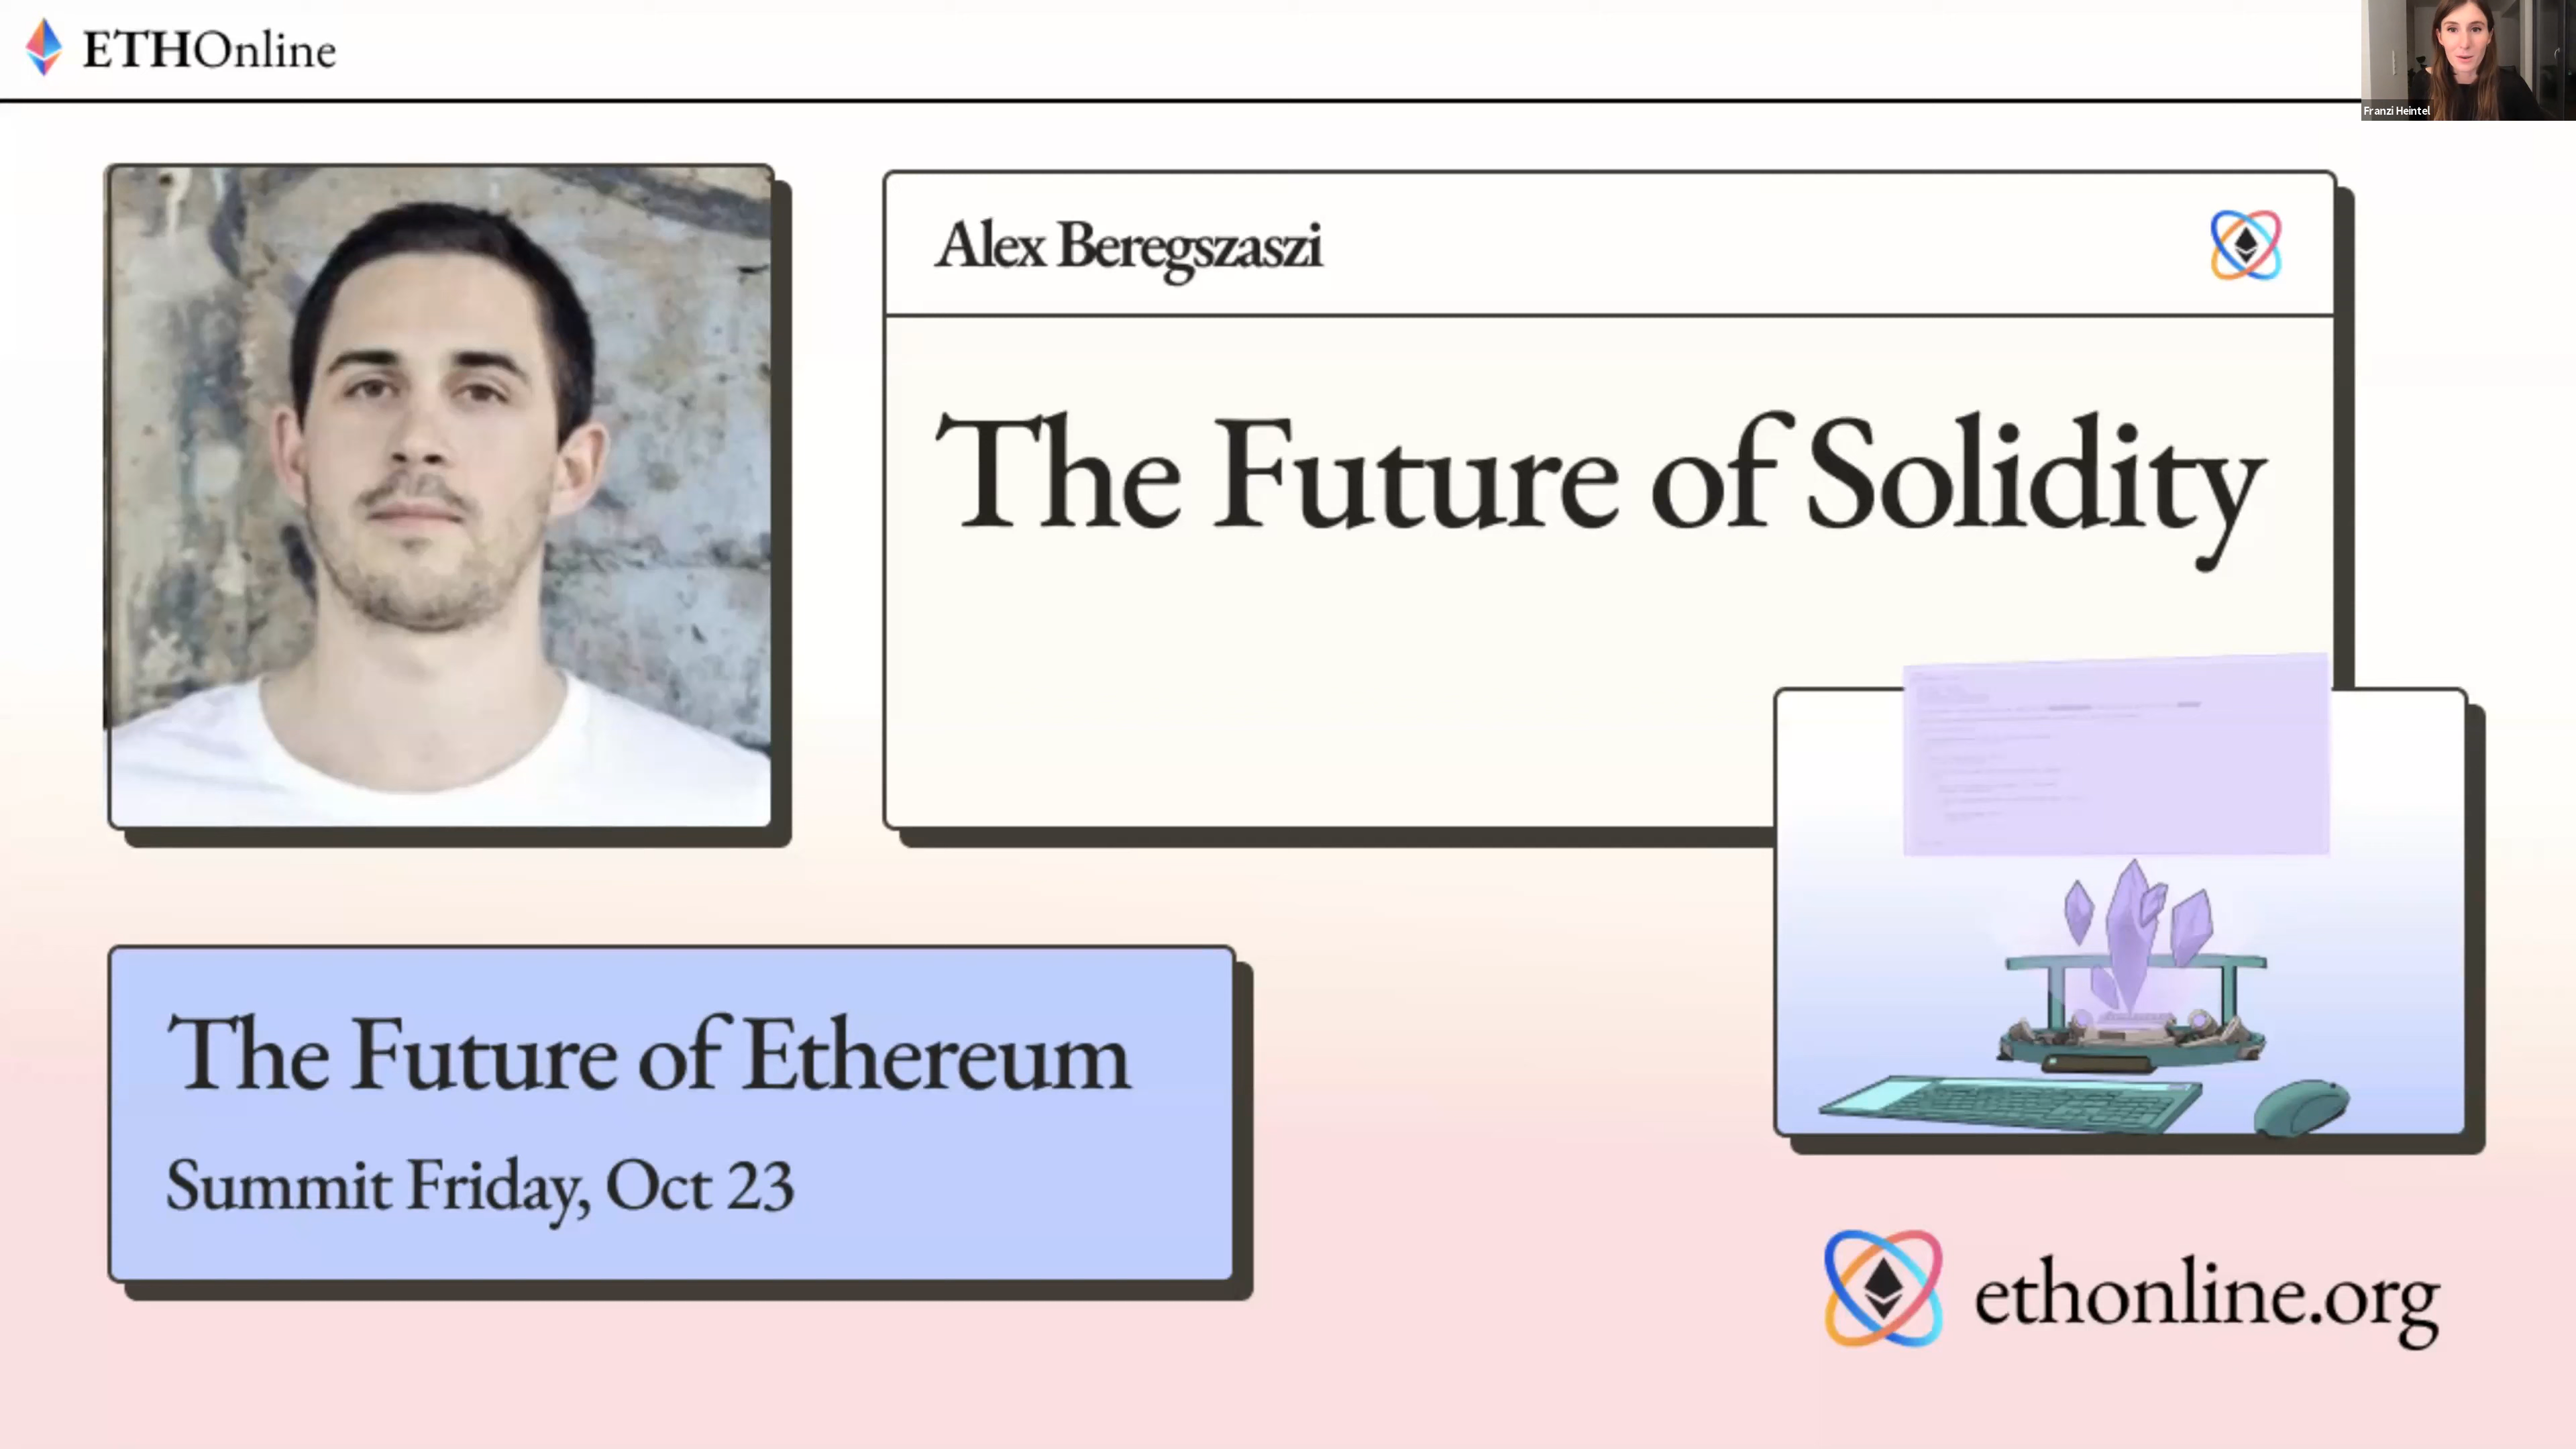 ETHOnline
Franzi Heintel
Alex Beregszaszi
The Future of Solidity
The Future of Ethereum
Summit Friday, Oct 23
ethonline.org